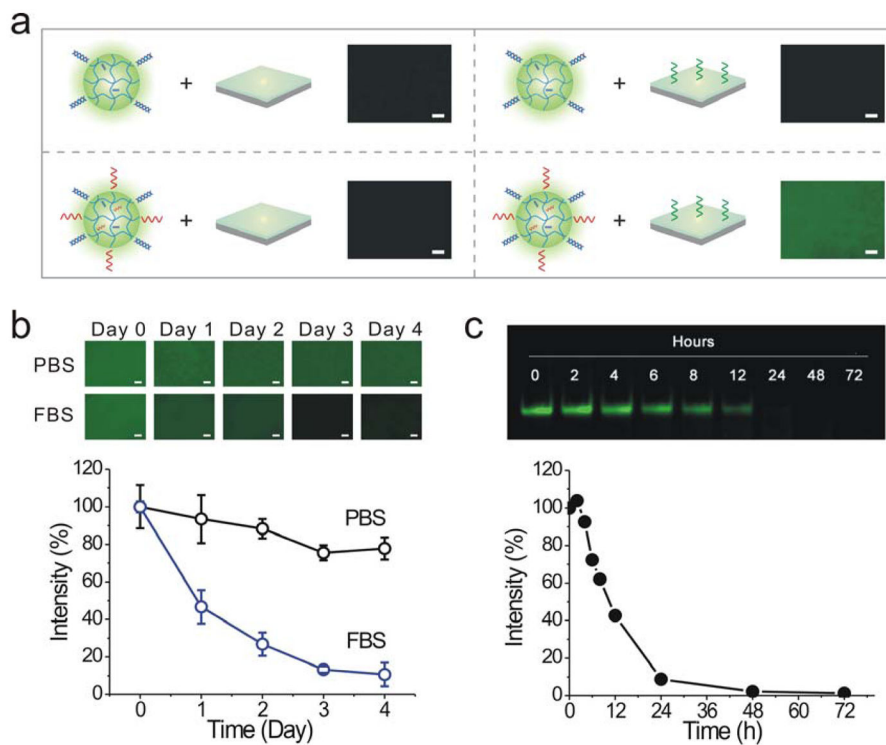 a
+
+
+
+
b
Day 0 Day 1 Day 2 Day 3 Day 4
PBS
FBS
120
100
80
60
40
20
0
Intensity (%)
PBS
FBS
0 1 2 3 4
Time (Day)
c
Hours
0 2 4 6 8 12 24 48 72
120
100
80
60
40
20
0
Intensity (%)
0 12 24 36 48 60 72
Time (h)